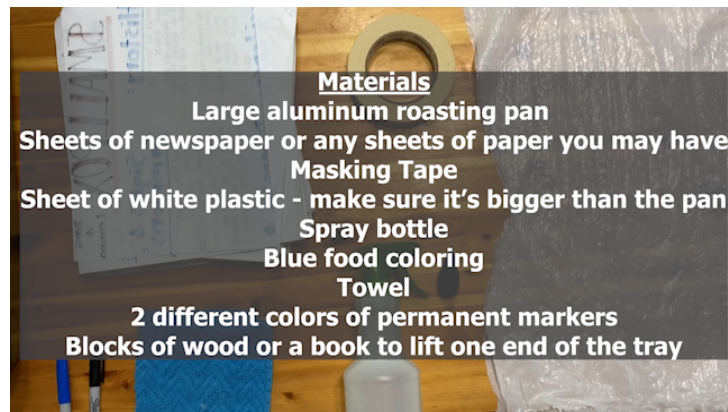 Materials
Large aluminum roasting pan
Sheets of newspaper or any sheets of paper you may have
Masking Tape
Sheet of white plastic - make sure it's bigger than the pan
Spray bottle
Blue food coloring
Towel
2 different colors of permanent markers
Blocks of wood or a book to lift one end of the tray